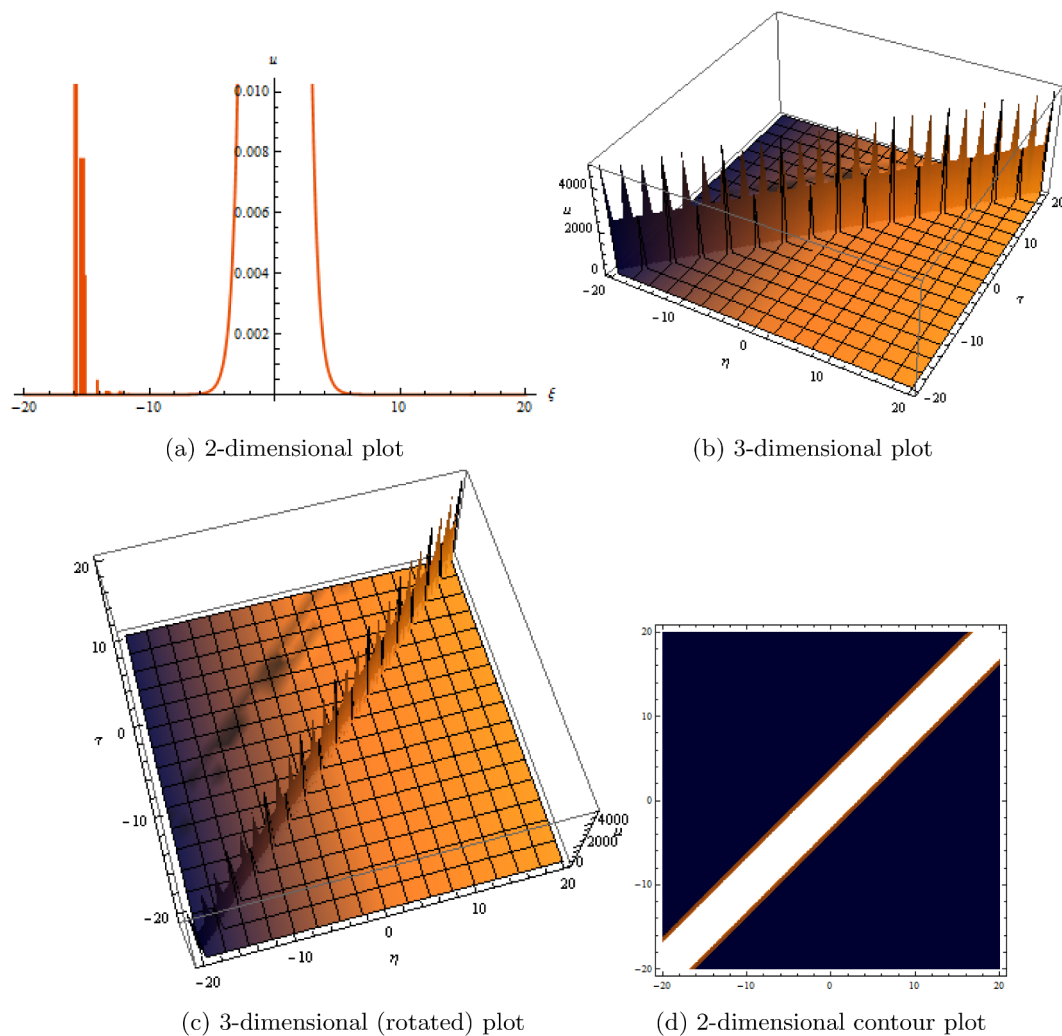 u
0.010
0.008
0.006
0.004
0.002
-20 -10 10 20 ξ
(a) 2-dimensional plot
4000
u
2000
0
-20
-10
0
η
10
20
20
10
0
τ
-10
-20
(b) 3-dimensional plot
20
10
τ 0
-10
-20
-20
-10
0
η
10
20
0
2000
u
4000
(c) 3-dimensional (rotated) plot
20
10
0
-10
-20
-20 -10 0 10 20
(d) 2-dimensional contour plot